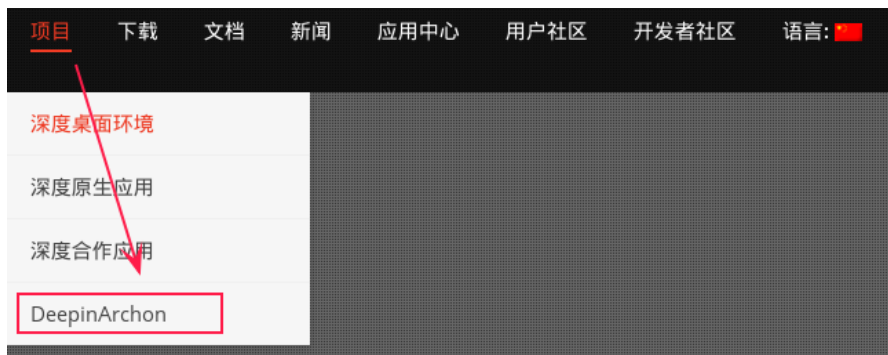 项目 下载 文档 新闻 应用中心 用户社区 开发者社区 语言:
深度桌面环境
深度原生应用
深度合作应用
DeepinArchon